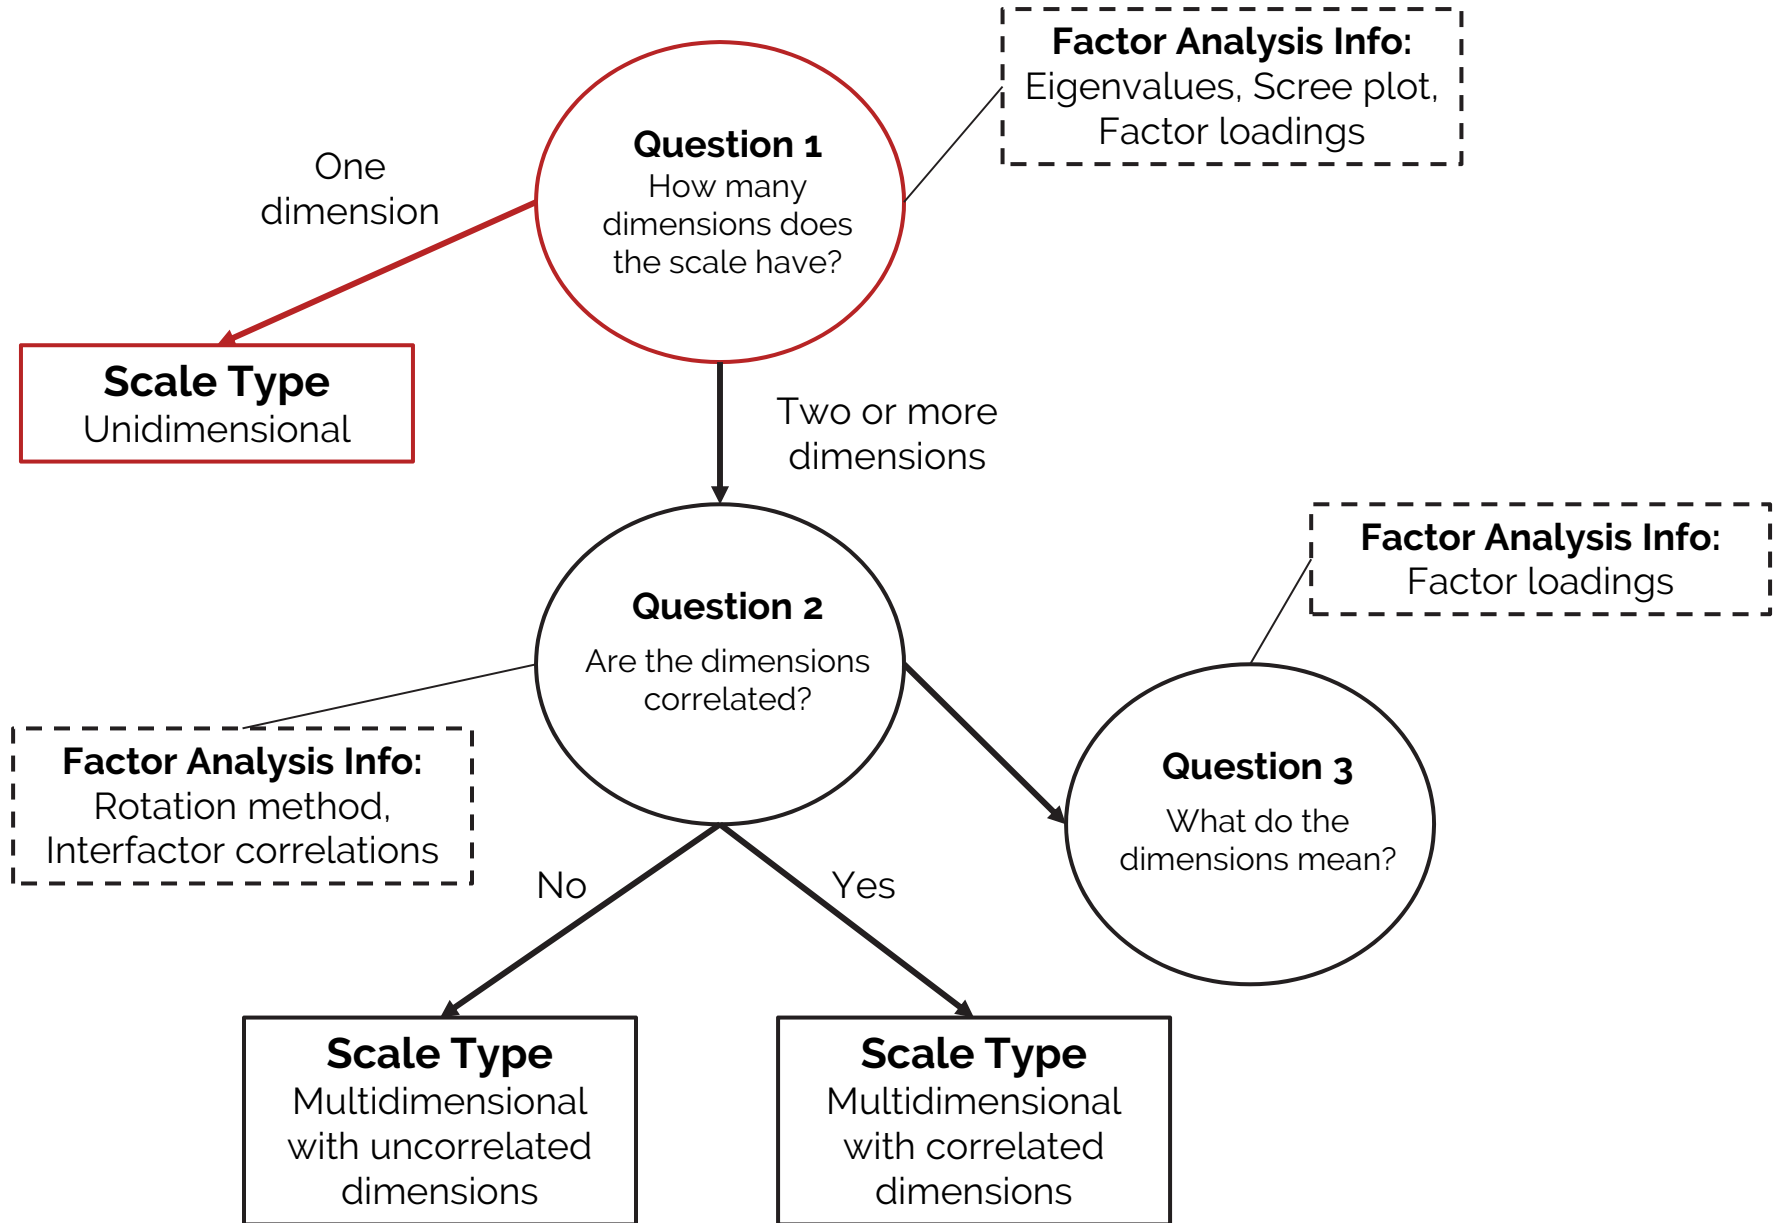 Factor Analysis Info:
Eigenvalues, Scree plot,
Factor loadings
Question 1
How many
dimensions does
the scale have?
One
dimension
Scale Type
Unidimensional
Two or more
dimensions
Factor Analysis Info:
Factor loadings
Question 2
Are the dimensions
correlated?
Factor Analysis Info:
Rotation method,
Interfactor correlations
Question 3
What do the
dimensions mean?
No
Yes
Scale Type
Multidimensional
with uncorrelated
dimensions
Scale Type
Multidimensional
with correlated
dimensions